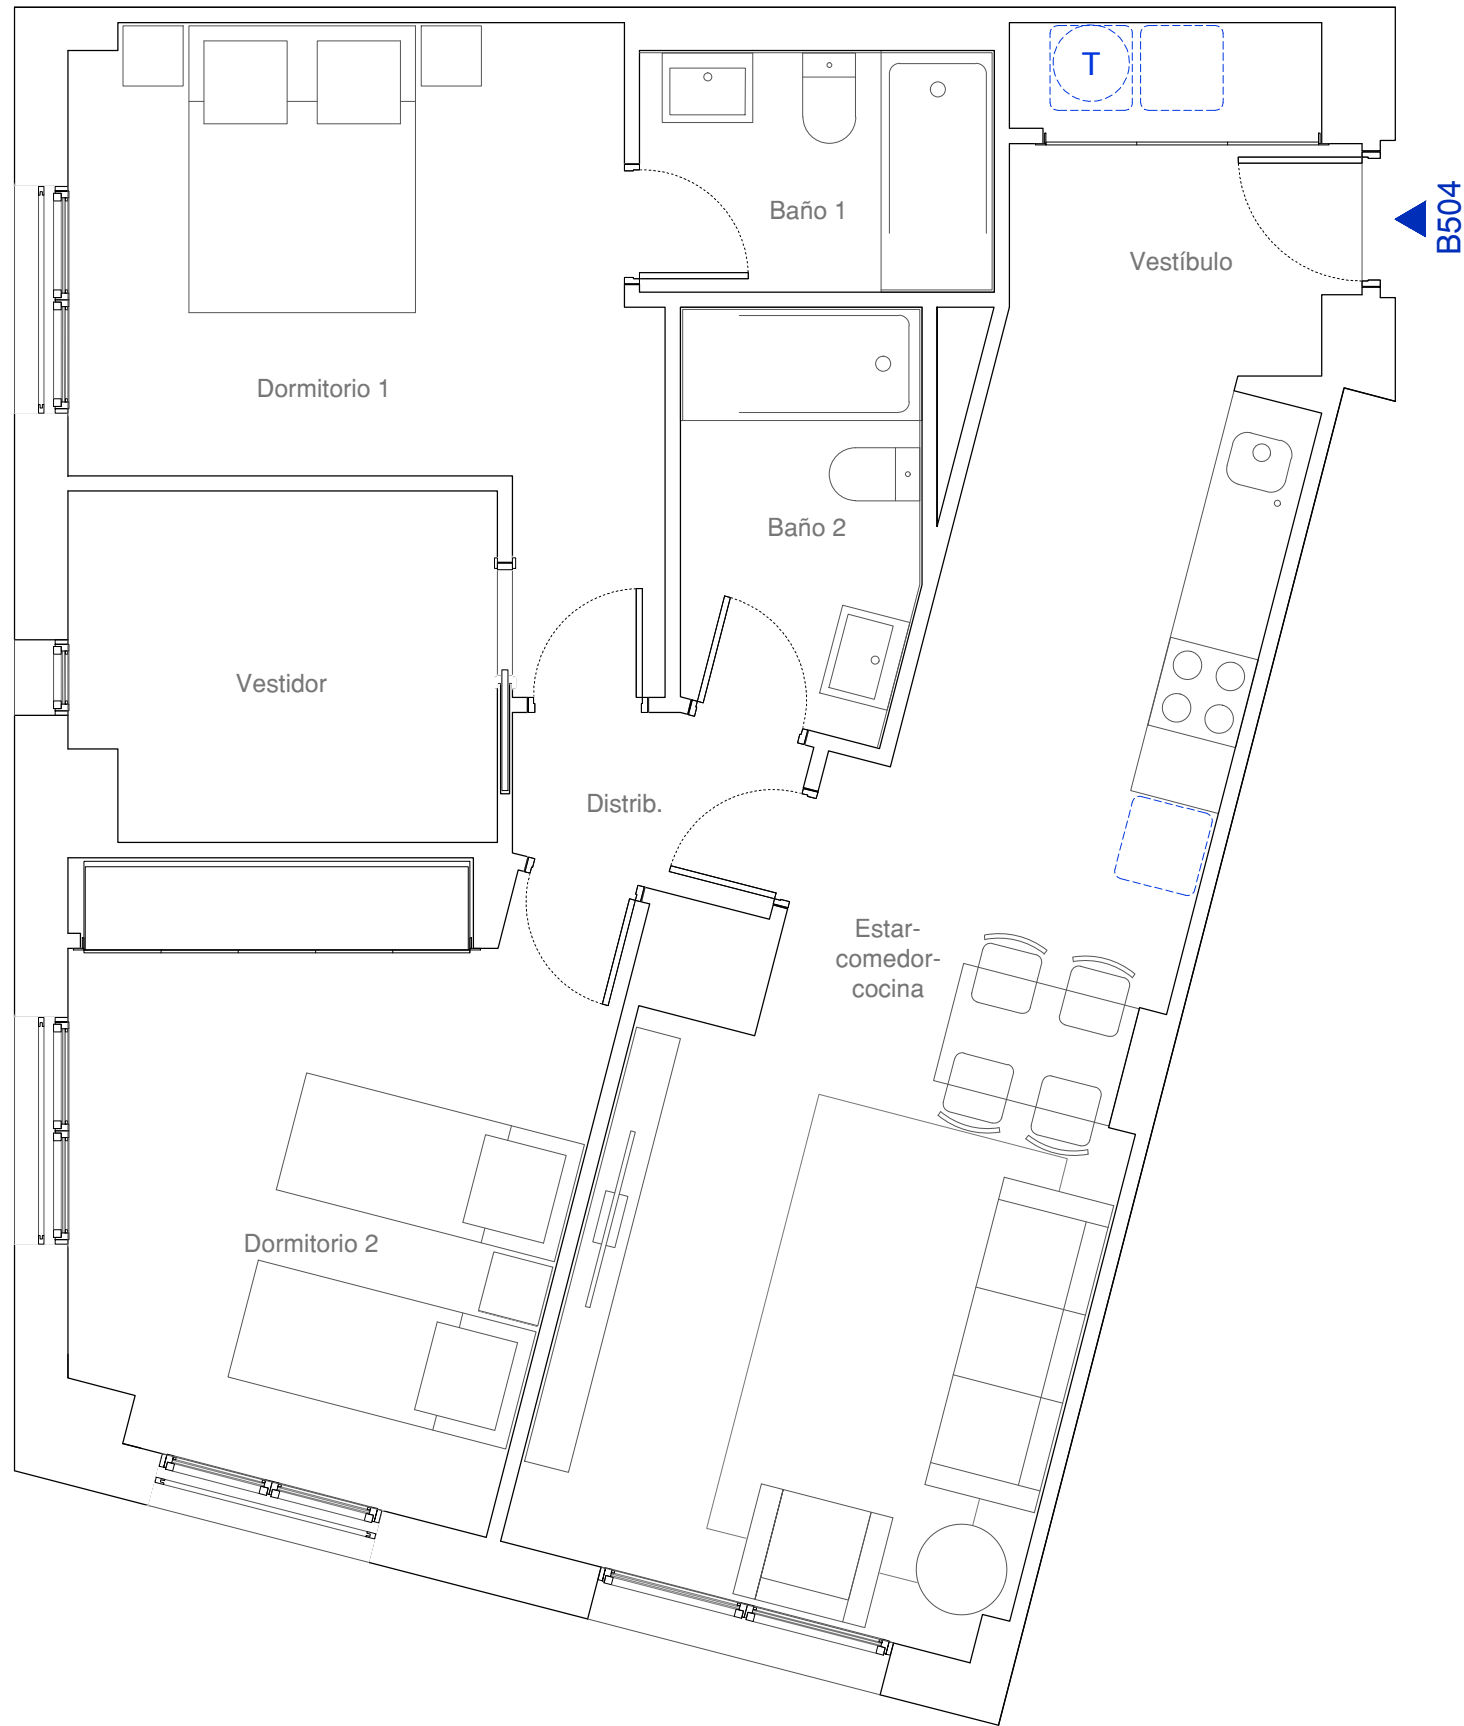 T
B504
Baño 1
Vestíbulo
Dormitorio 1
Baño 2
Vestidor
Distrib.
Estar-
comedor-
cocina
Dormitorio 2